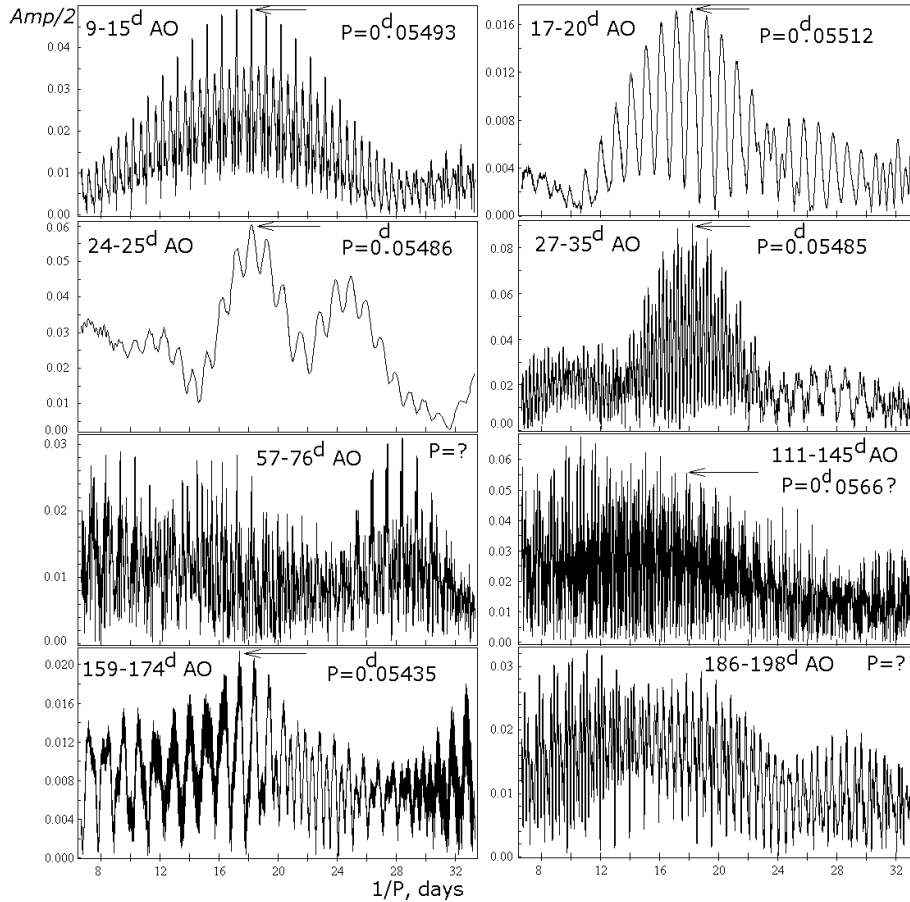 Amp/2
9-15ᵈ AO
P=0ᵈ.05493
0.04
0.03
0.02
0.01
0.00
17-20ᵈ AO
P=0ᵈ.05512
0.016
0.012
0.008
0.004
0.000
24-25ᵈ AO
P=0ᵈ.05486
0.06
0.05
0.04
0.03
0.02
0.01
0.00
27-35ᵈ AO
P=0ᵈ.05485
0.08
0.06
0.04
0.02
0.00
57-76ᵈ AO
P=?
0.03
0.02
0.01
0.00
111-145ᵈ AO
P=0ᵈ.0566?
0.06
0.05
0.04
0.03
0.02
0.01
0.00
159-174ᵈ AO
P=0ᵈ.05435
0.020
0.016
0.012
0.008
0.004
0.000
186-198ᵈ AO
P=?
0.03
0.02
0.01
0.00
8 12 16 20 24 28 32
8 12 16 20 24 28 32
1/P, days